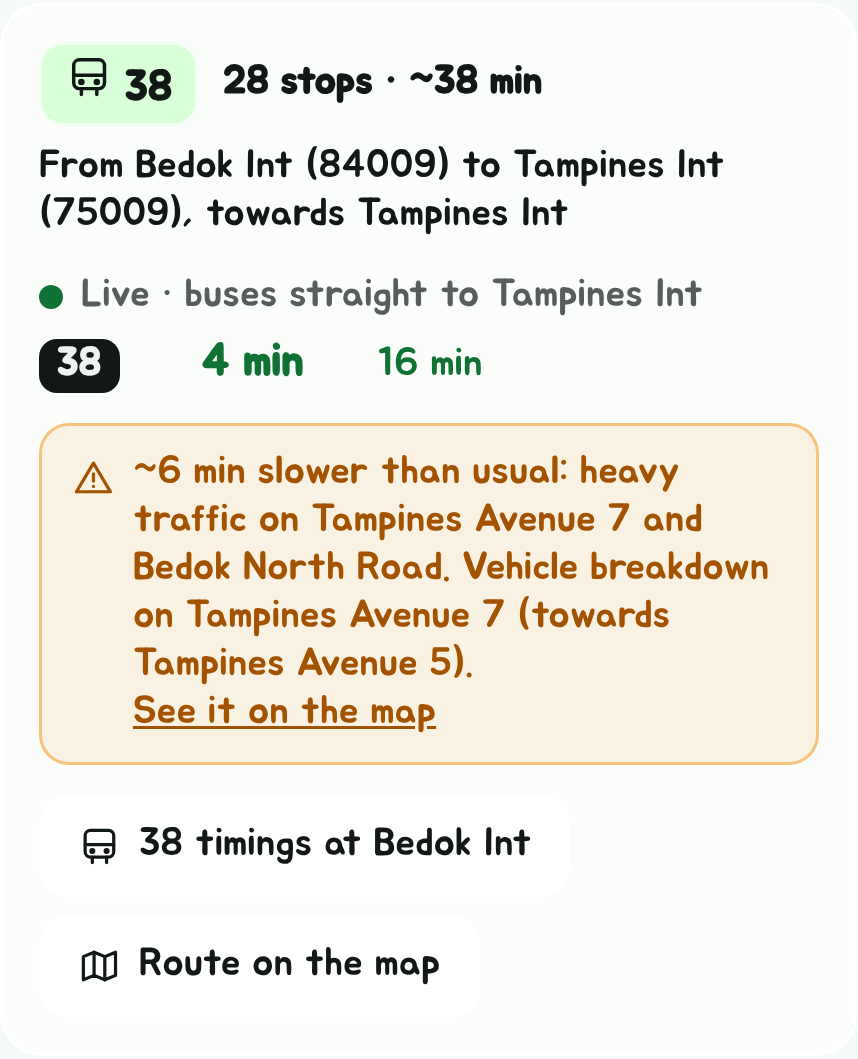 38 28 stops · ~38 min
From Bedok Int (84009) to Tampines Int
(75009), towards Tampines Int
Live · buses straight to Tampines Int
38 4 min 16 min
~6 min slower than usual: heavy
traffic on Tampines Avenue 7 and
Bedok North Road. Vehicle breakdown
on Tampines Avenue 7 (towards
Tampines Avenue 5).
See it on the map
38 timings at Bedok Int
Route on the map